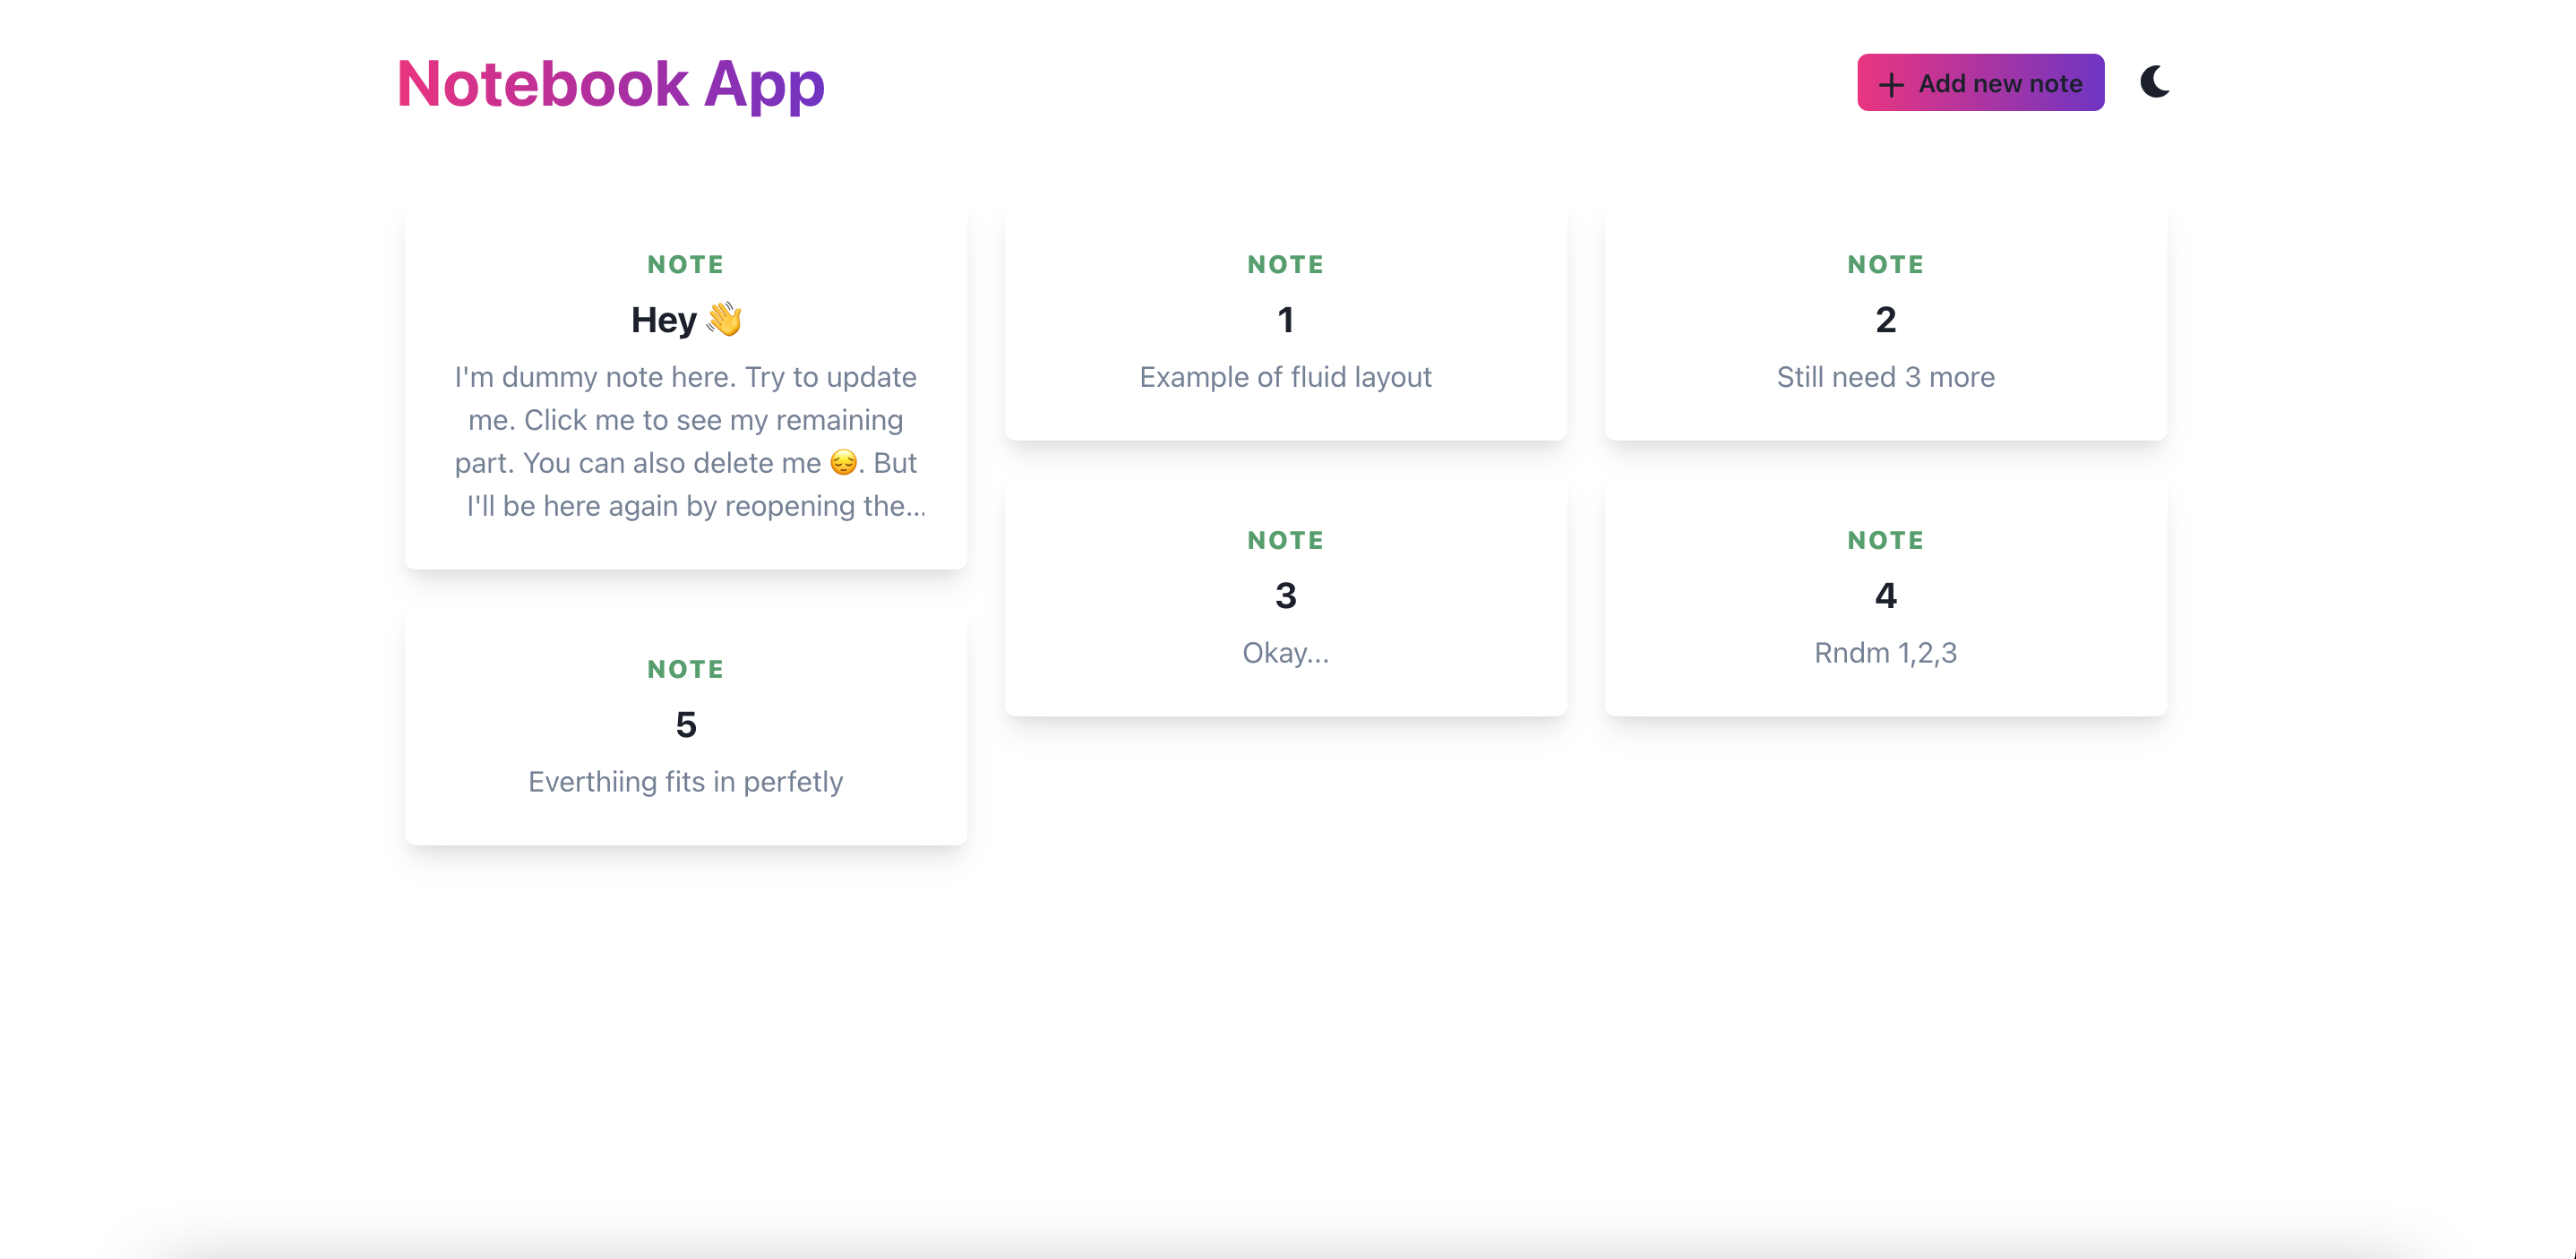 Notebook App
+ Add new note
NOTE
Hey 👋
I'm dummy note here. Try to update
me. Click me to see my remaining
part. You can also delete me 😔. But
I'll be here again by reopening the...
NOTE
1
Example of fluid layout
NOTE
2
Still need 3 more
NOTE
3
Okay...
NOTE
4
Rndm 1,2,3
NOTE
5
Everthiing fits in perfetly